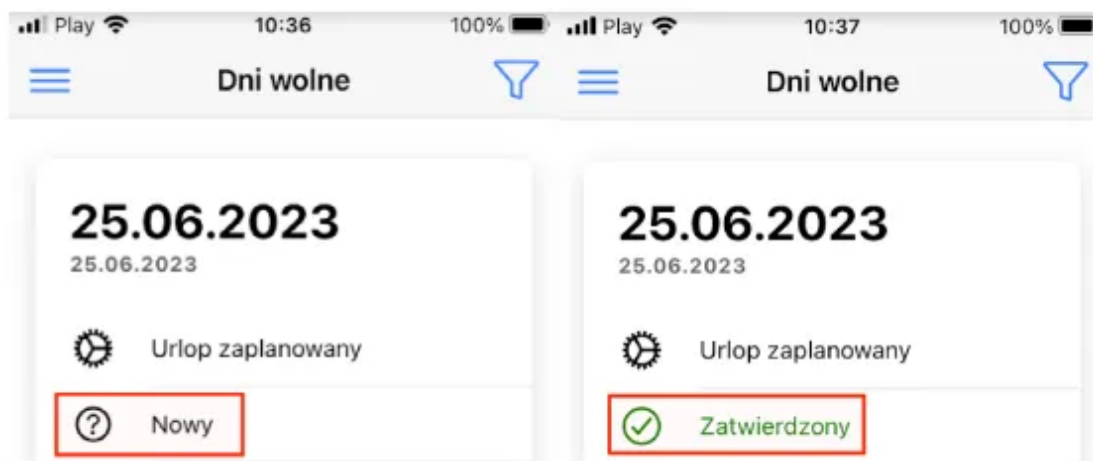 Play 10:36 100%
Dni wolne
25.06.2023
25.06.2023
Urlop zaplanowany
Nowy
Play 10:37 100%
Dni wolne
25.06.2023
25.06.2023
Urlop zaplanowany
Zatwierdzony